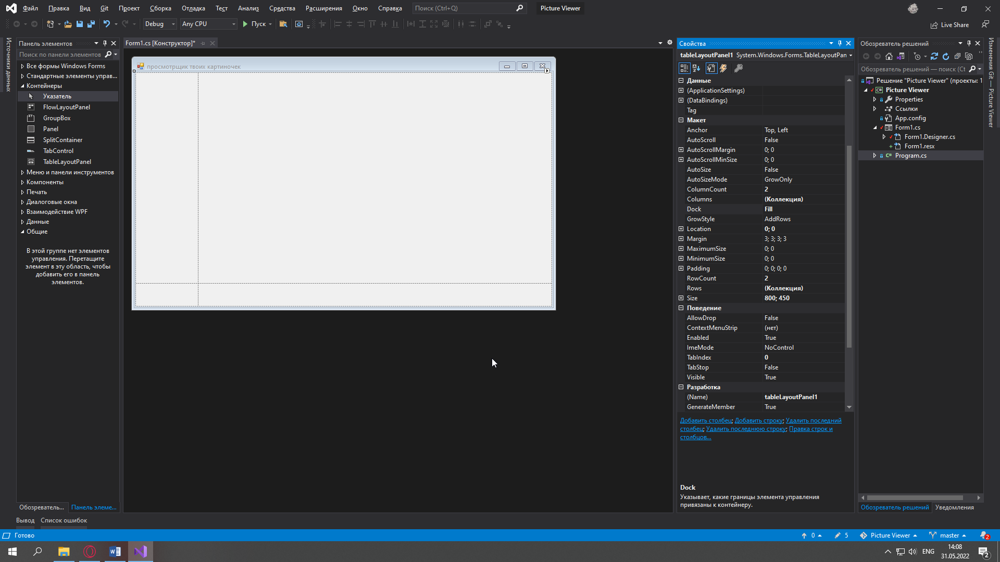 Файл Правка Вид Git Проект Сборка Отладка Тест Анализ Средства Расширения Окно Справка Поиск (Ctrl+Q) Picture Viewer
Debug Any CPU Пуск Live Share
Источники данных
Панель элементов
Поиск по панели элементов
Все формы Windows Forms
Стандартные элементы управ...
Контейнеры
Указатель
FlowLayoutPanel
GroupBox
Panel
SplitContainer
TabControl
TableLayoutPanel
Меню и панели инструментов
Компоненты
Печать
Диалоговые окна
Взаимодействие WPF
Данные
Общие
В этой группе нет элементов
управления. Перетащите
элемент в эту область, чтобы
добавить его в панель
элементов.
Обозреватель... Панель элеме...
Form1.cs [Конструктор]*
просмотрщик твоих картиночек
Свойства
tableLayoutPanel1 System.Windows.Forms.TableLayoutPan
Данные
(ApplicationSettings)
(DataBindings)
Tag
Макет
Anchor Top, Left
AutoScroll False
AutoScrollMargin 0; 0
AutoScrollMinSize 0; 0
AutoSize False
AutoSizeMode GrowOnly
ColumnCount 2
Columns (Коллекция)
Dock Fill
GrowStyle AddRows
Location 0; 0
Margin 3; 3; 3; 3
MaximumSize 0; 0
MinimumSize 0; 0
Padding 0; 0; 0; 0
RowCount 2
Rows (Коллекция)
Size 800; 450
Поведение
AllowDrop False
ContextMenuStrip (нет)
Enabled True
ImeMode NoControl
TabIndex 0
TabStop False
Visible True
Разработка
(Name) tableLayoutPanel1
GenerateMember True
Добавить столбец; Добавить строку; Удалить последний
столбец; Удалить последнюю строку; Правка строк и
столбцов...
Dock
Указывает, какие границы элемента управления
привязаны к контейнеру.
Обозреватель решений
Обозреватель решений — поиск (Ct
Решение "Picture Viewer" (проекты: 1
C# Picture Viewer
Properties
Ссылки
App.config
Form1.cs
Form1.Designer.cs
Form1.resx
C# Program.cs
Обозреватель решений Уведомления
Изменения Git — Picture Viewer
Вывод Список ошибок
Готово 0 5 Picture Viewer master 2
ENG 14:08
31.05.2022
2